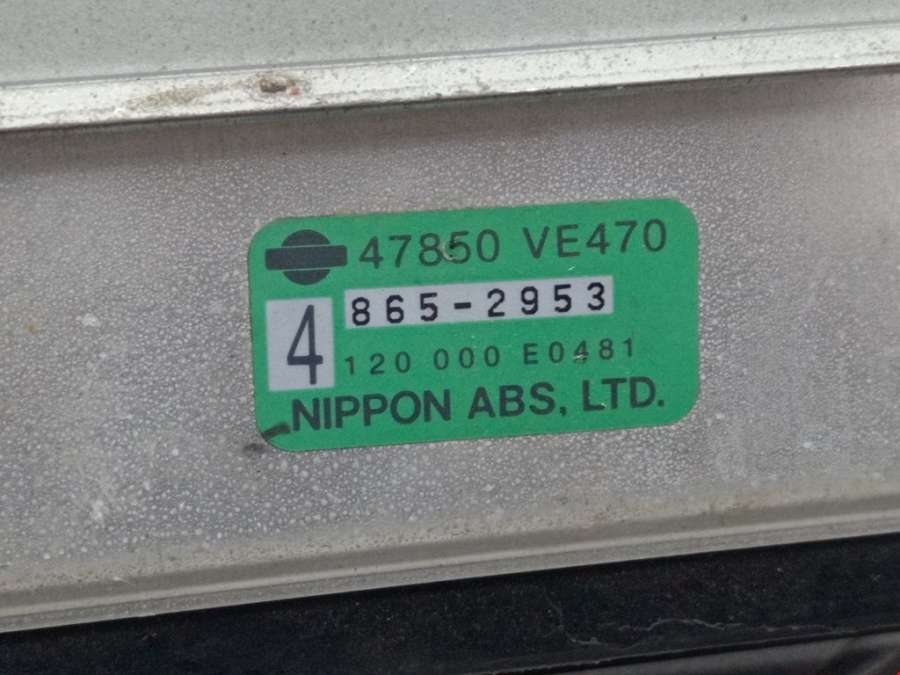 47850 VE470
4 865-2953
120 000 E0481
NIPPON ABS, LTD.